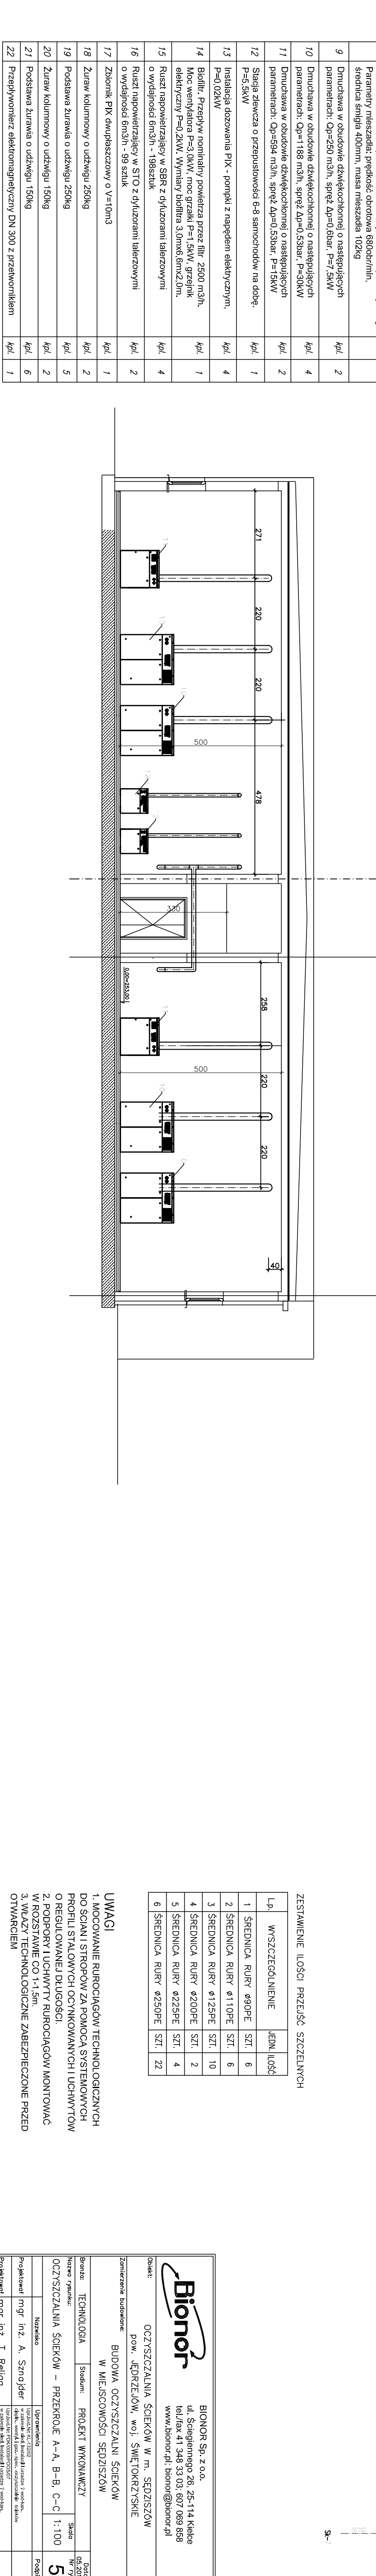 Parametry mieszadła: prędkość obrotowa 680obr/min,
średnica śmigła 400mm, masa mieszadła 102kg
9 Dmuchawa w obudowie dźwiękochłonnej o następujących kpl. 2
parametrach: Qp=250 m3/h, spręż Δp=0,6bar, P=7,5kW
10 Dmuchawa w obudowie dźwiękochłonnej o następujących kpl. 4
parametrach: Qp=1188 m3/h, spręż Δp=0,53bar, P=30kW
11 Dmuchawa w obudowie dźwiękochłonnej o następujących kpl. 2
parametrach: Qp=594 m3/h, spręż Δp=0,53bar, P=15kW
12 Stacja zlewcza o przepustowości 6-8 samochodów na dobę, kpl. 1
P=5,5kW
13 Instalacja dozowania PIX - pompki z napędem elektrycznym, kpl. 4
P=0,02kW
14 Biofiltr. Przepływ nominalny powietrza przez filtr 2500 m3/h. kpl. 1
Moc wentylatora P=3,0kW, moc grzałki P=1,5kW, grzejnik
elektryczny P=0,2kW. Wymiary biofiltra 3,0mx6,6mx2,0m.
15 Ruszt napowietrzający w SBR z dyfuzorami talerzowymi kpl. 4
o wydajności 6m3/h - 198sztuk
16 Ruszt napowietrzający w STO z dyfuzorami talerzowymi kpl. 2
o wydajności 6m3/h - 99 sztuk
17 Zbiornik PIX dwupłaszczowy o V=10m3 kpl. 1
18 Żuraw kolumnowy o udźwigu 250kg kpl. 2
19 Podstawa żurawia o udźwigu 250kg kpl. 5
20 Żuraw kolumnowy o udźwigu 150kg kpl. 2
21 Podstawa żurawia o udźwigu 150kg kpl. 6
22 Przepływomierz elektromagnetyczny DN 300 z przetwornikiem kpl. 1
271 220 220 478 258 220 220
500 330 500 40
0.00=253.00
ZESTAWIENIE ILOŚCI PRZEJŚĆ SZCZELNYCH
L.p. WYSZCZEGÓLNIENIE JEDN. ILOŚĆ
1 ŚREDNICA RURY ø90PE SZT. 6
2 ŚREDNICA RURY ø110PE SZT. 6
3 ŚREDNICA RURY ø125PE SZT. 10
4 ŚREDNICA RURY ø200PE SZT. 2
5 ŚREDNICA RURY ø225PE SZT. 4
6 ŚREDNICA RURY ø250PE SZT. 22
UWAGI
1. MOCOWANIE RUROCIĄGÓW TECHNOLOGICZNYCH
DO ŚCIAN I STROPÓW ZA POMOCĄ SYSTEMOWYCH
PROFILI STALOWYCH OCYNKOWANYCH I UCHWYTÓW
O REGULOWANEJ DŁUGOŚCI.
2. PODPORY I UCHWYTY RUROCIĄGÓW MONTOWAĆ
W ROZSTAWIE CO 1-1,5m.
3. WŁAZY TECHNOLOGICZNE ZABEZPIECZONE PRZED
OTWARCIEM
Bionor
BIONOR Sp. z o.o.
ul. Ściegiennego 26, 25-114 Kielce
tel./fax 41 348 33 03; 607 069 858
www.bionor.pl; bionor@bionor.pl
Obiekt:
OCZYSZCZALNIA ŚCIEKÓW W m. SĘDZISZÓW
pow. JĘDRZEJÓW, woj. ŚWIĘTOKRZYSKIE
Zamierzenie budowlane:
BUDOWA OCZYSZCZALNI ŚCIEKÓW
W MIEJSCOWOŚCI SĘDZISZÓW
Branża: TECHNOLOGIA Stadium: PROJEKT WYKONAWCZY
Nazwa rysunku:
OCZYSZCZALNIA ŚCIEKÓW – PRZEKROJE A–A, B–B, C–C
Skala
1:100
Nr ry
5
Nazwisko Uprawnienia Podpi
Projektował mgr inż. A. Sznajder
Projektował mgr inż. T. Reling